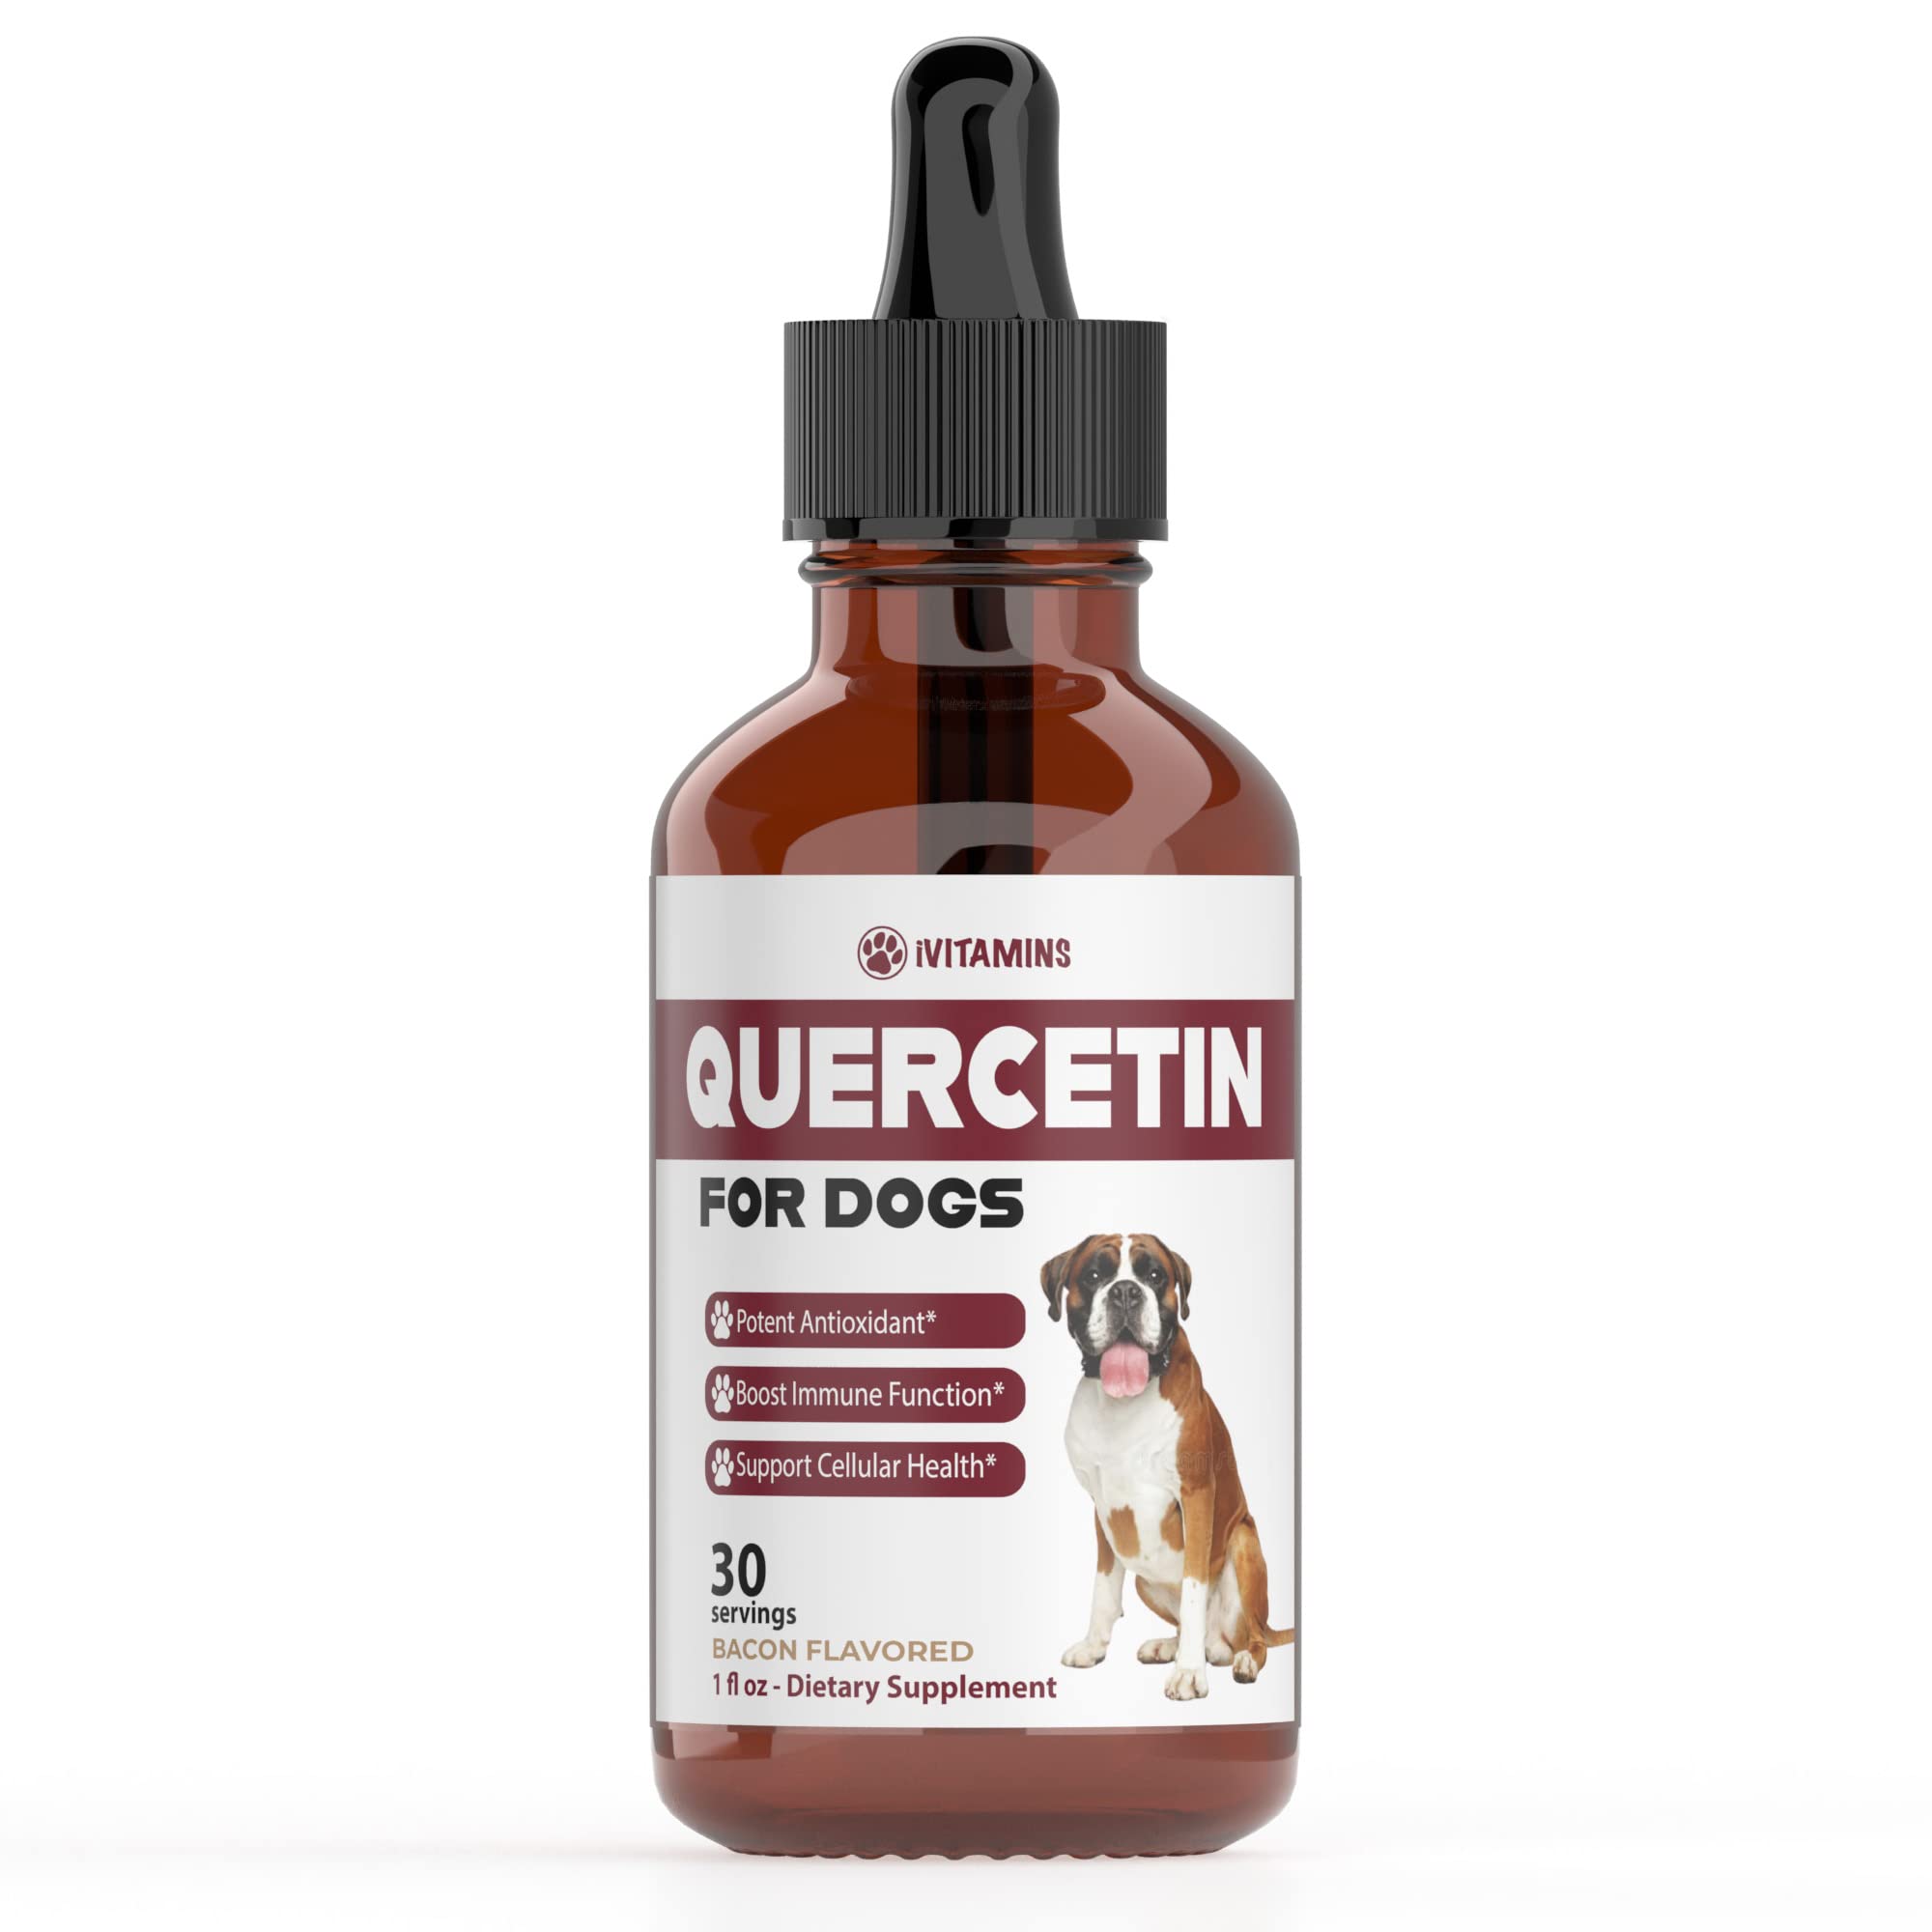 iVITAMINS
QUERCETIN
FOR DOGS
Potent Antioxidant*
Boost Immune Function*
Support Cellular Health*
30
servings
BACON FLAVORED
1 fl oz - Dietary Supplement